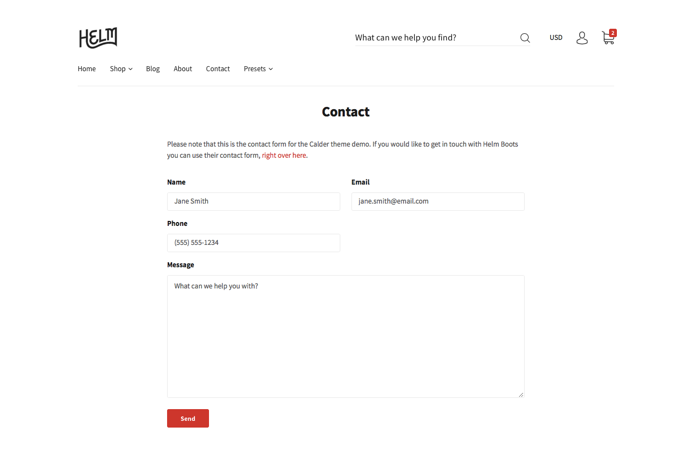 HELM
What can we help you find?
USD
2
Home
Shop
Blog
About
Contact
Presets
Contact
Please note that this is the contact form for the Calder theme demo. If you would like to get in touch with Helm Boots
you can use their contact form, right over here.
Name
Email
Jane Smith
jane.smith@email.com
Phone
(555) 555-1234
Message
What can we help you with?
Send